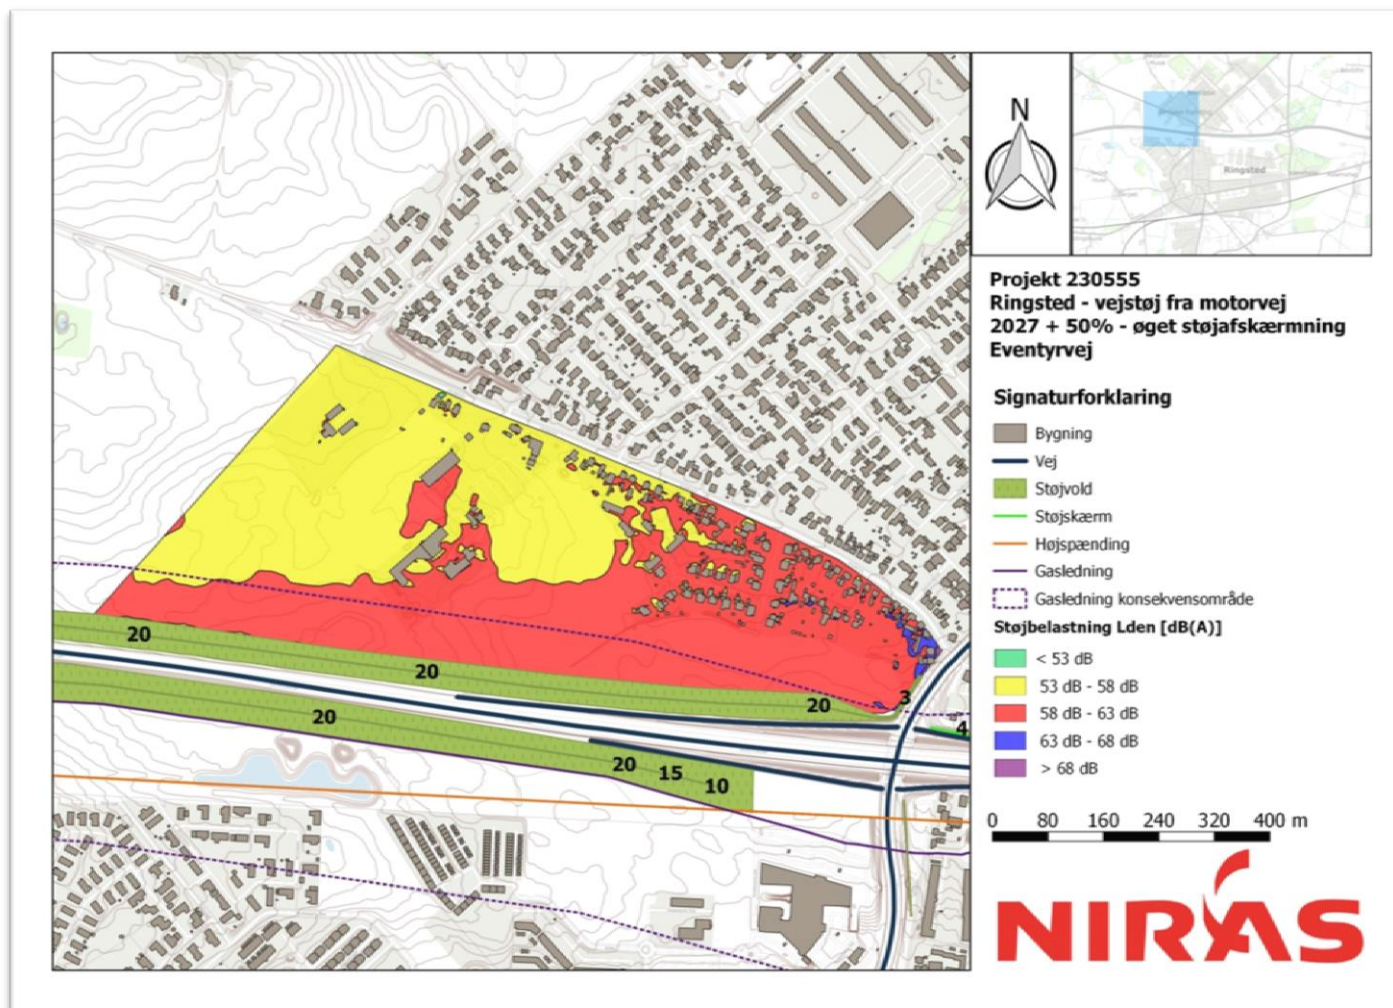 N
Ringsted
Projekt 230555
Ringsted - vejstøj fra motorvej
2027 + 50% - øget støjafskærmning
Eventyrvej
Signaturforklaring
Bygning
Vej
Støjvold
Støjskærm
Højspænding
Gasledning
Gasledning konsekvensområde
Støjbelastning Lden [dB(A)]
< 53 dB
53 dB - 58 dB
58 dB - 63 dB
63 dB - 68 dB
> 68 dB
0 80 160 240 320 400 m
NIRAS
20
20
20
3
4
20
20
15
10